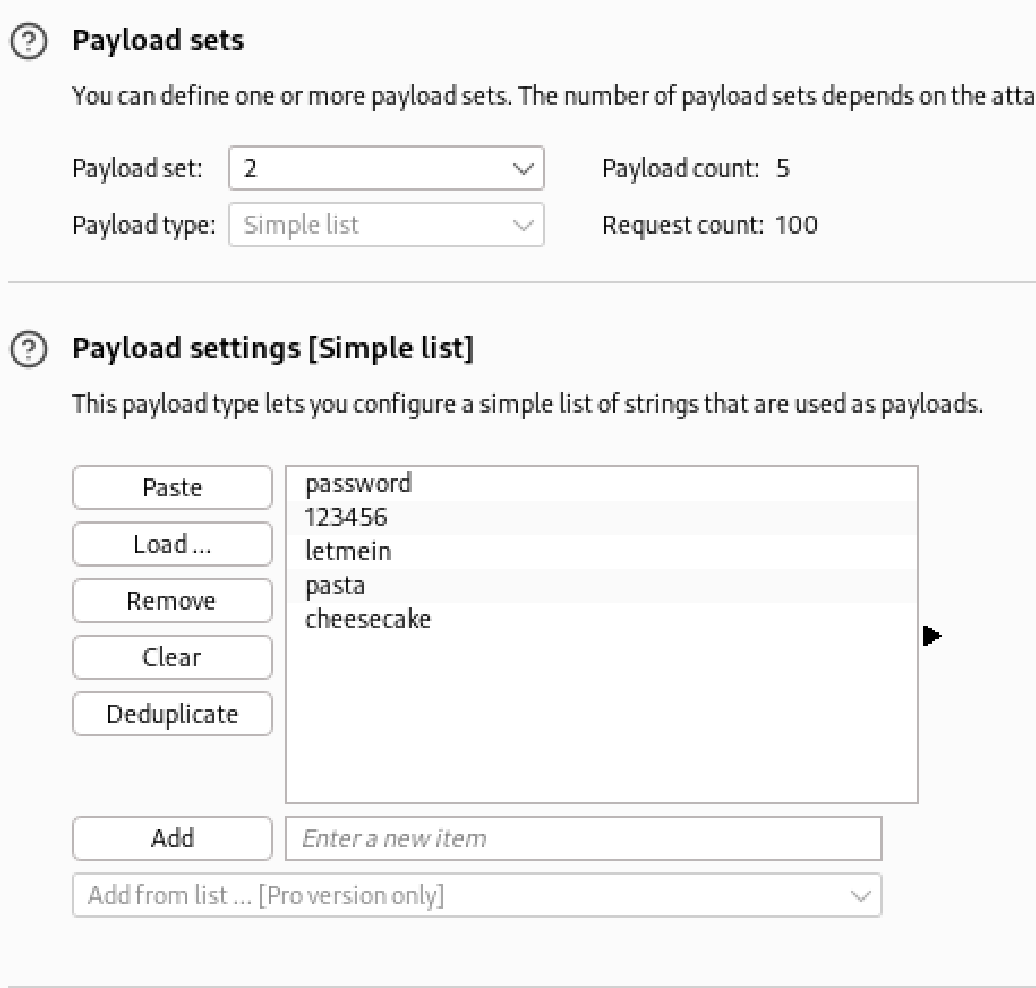 Payload sets
You can define one or more payload sets. The number of payload sets depends on the atta
Payload set: 2 Payload count: 5
Payload type: Simple list Request count: 100
Payload settings [Simple list]
This payload type lets you configure a simple list of strings that are used as payloads.
Paste
Load ...
Remove
Clear
Deduplicate
password
123456
letmein
pasta
cheesecake
Add Enter a new item
Add from list ... [Pro version only]